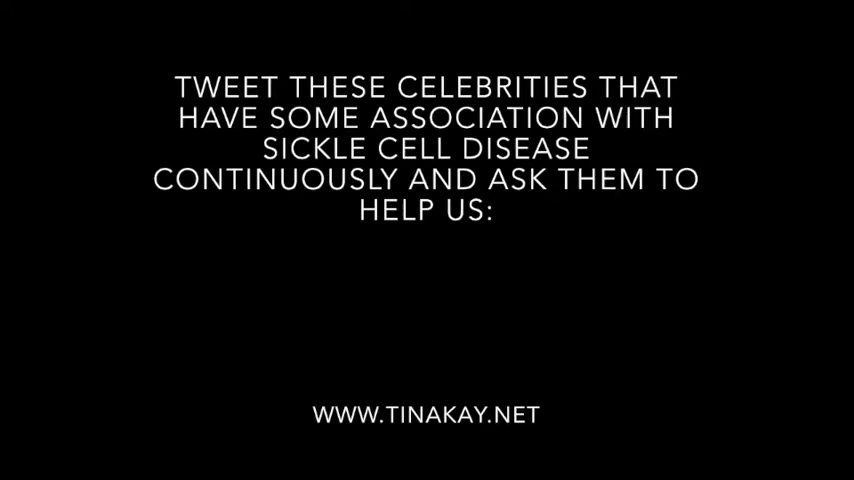 TWEET THESE CELEBRITIES THAT
HAVE SOME ASSOCIATION WITH
SICKLE CELL DISEASE
CONTINUOUSLY AND ASK THEM TO
HELP US:
WWW.TINAKAY.NET